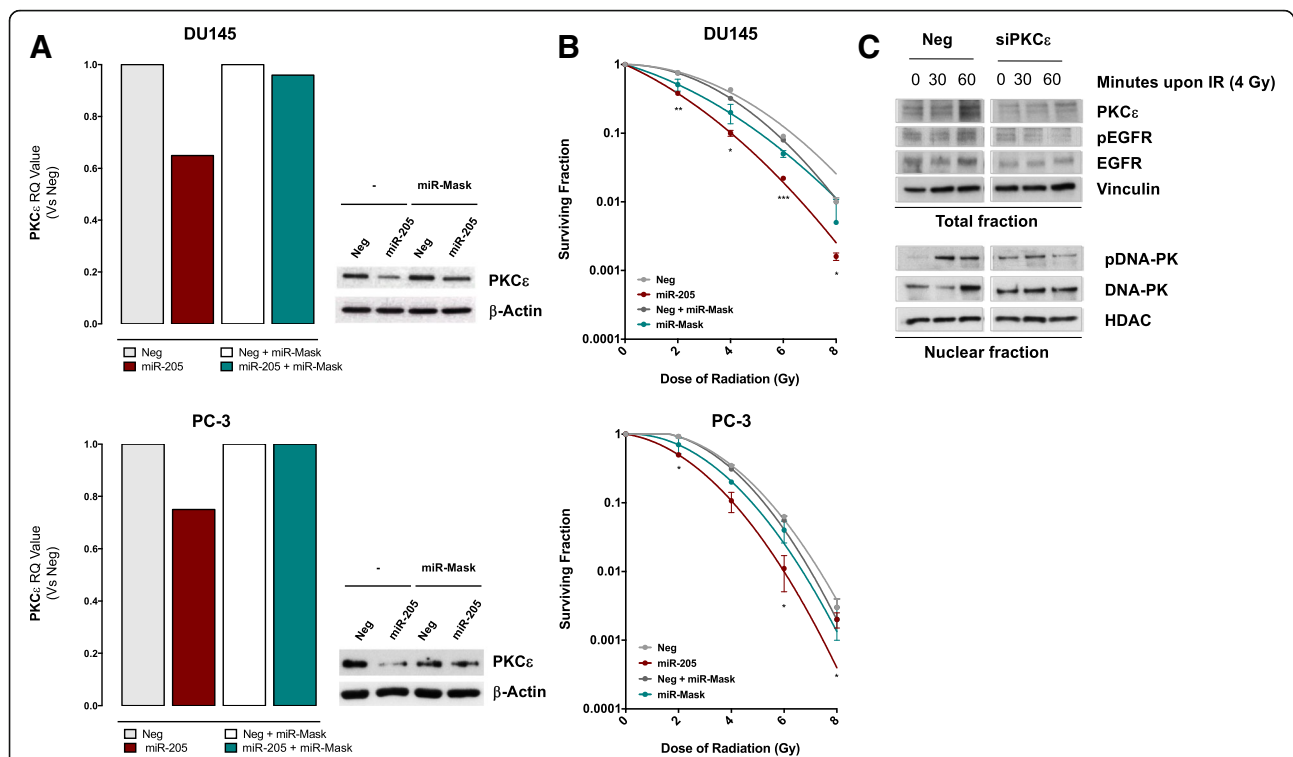 A
DU145
PKCε RQ Value
(Vs Neg)
1.0
0.8
0.6
0.4
0.2
0.0
Neg
miR-205
Neg + miR-Mask
miR-205 + miR-Mask
-
miR-Mask
Neg
miR-205
Neg
miR-205
PKCε
β-Actin
PC-3
PKCε RQ Value
(Vs Neg)
1.0
0.8
0.6
0.4
0.2
0.0
Neg
miR-205
Neg + miR-Mask
miR-205 + miR-Mask
-
miR-Mask
Neg
miR-205
Neg
miR-205
PKCε
β-Actin
B
DU145
Surviving Fraction
1
0.1
0.01
0.001
0.0001
**
*
***
*
Neg
miR-205
Neg + miR-Mask
miR-Mask
0 2 4 6 8
Dose of Radiation (Gy)
PC-3
Surviving Fraction
1
0.1
0.01
0.001
0.0001
*
*
*
Neg
miR-205
Neg + miR-Mask
miR-Mask
0 2 4 6 8
Dose of Radiation (Gy)
C
Neg siPKCε
0 30 60 0 30 60 Minutes upon IR (4 Gy)
PKCε
pEGFR
EGFR
Vinculin
Total fraction
pDNA-PK
DNA-PK
HDAC
Nuclear fraction